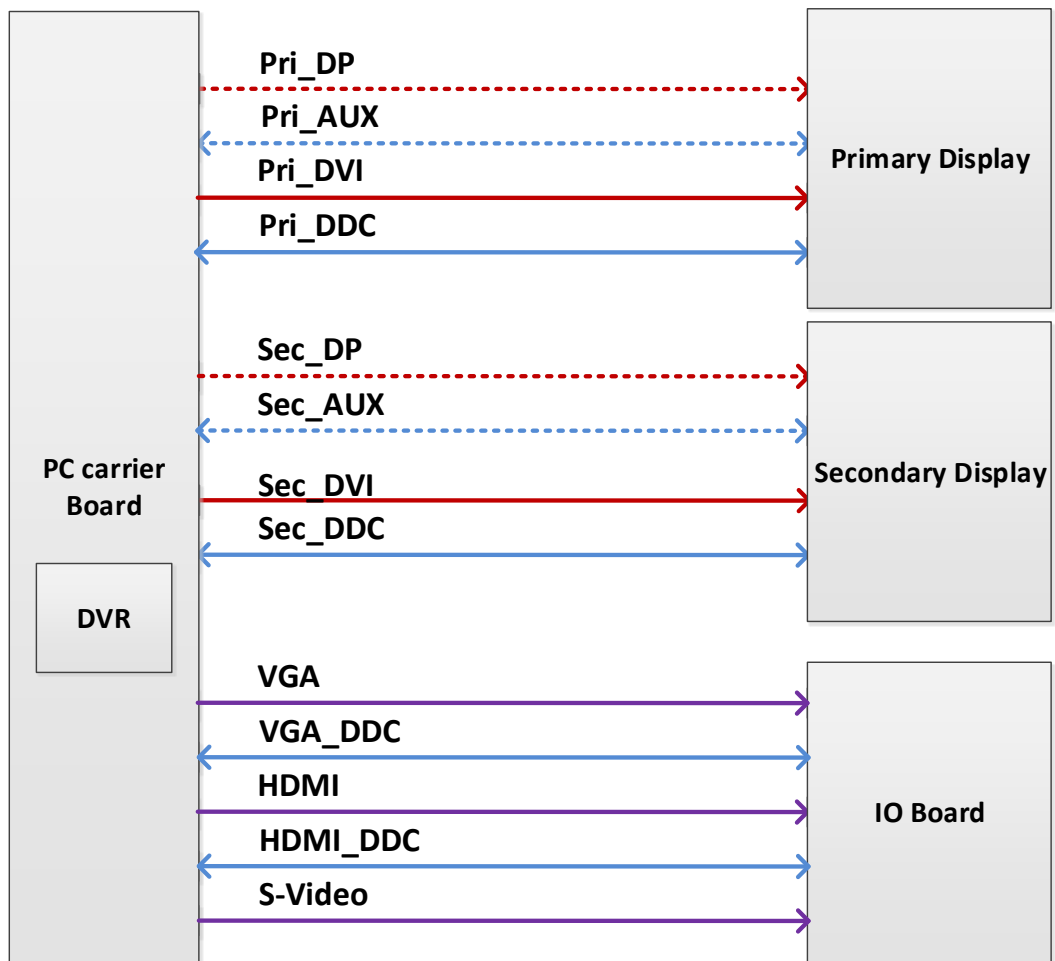 Pri_DP
Pri_AUX
Pri_DVI
Pri_DDC
Primary Display
Sec_DP
Sec_AUX
Sec_DVI
Sec_DDC
Secondary Display
PC carrier
Board
DVR
VGA
VGA_DDC
HDMI
HDMI_DDC
S-Video
IO Board